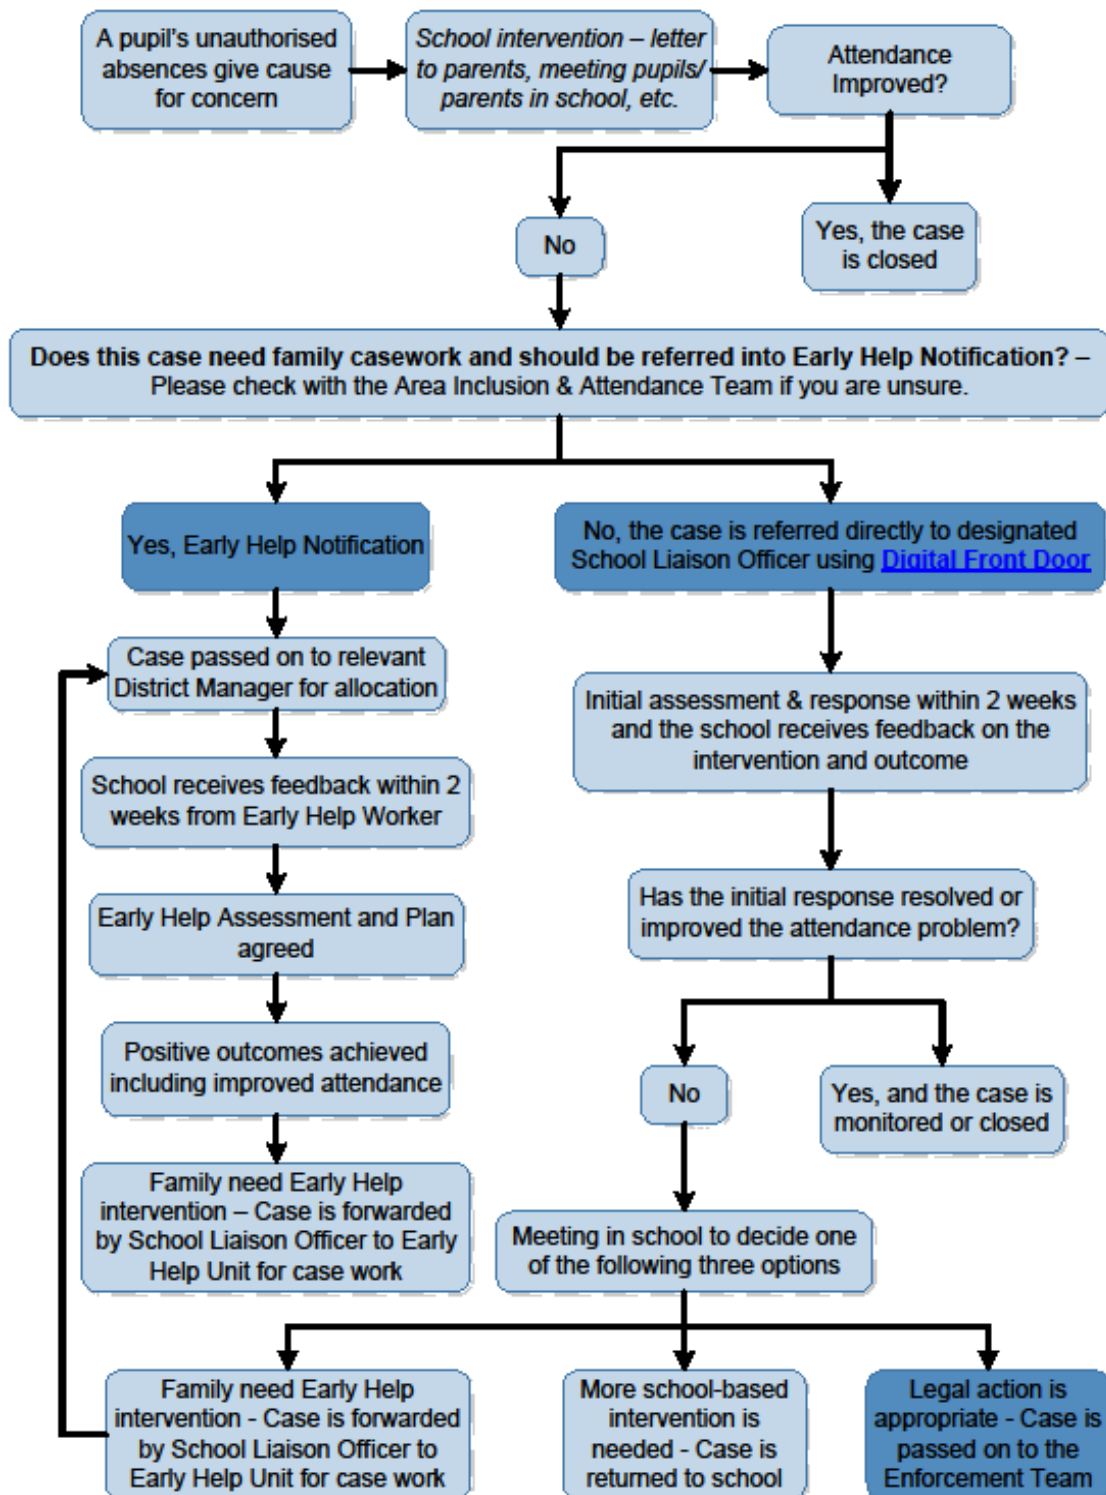 A pupil's unauthorised
absences give cause
for concern
School intervention – letter
to parents, meeting pupils/
parents in school, etc.
Attendance
Improved?
No
Yes, the case
is closed
Does this case need family casework and should be referred into Early Help Notification? –
Please check with the Area Inclusion & Attendance Team if you are unsure.
Yes, Early Help Notification
No, the case is referred directly to designated
School Liaison Officer using Digital Front Door
Case passed on to relevant
District Manager for allocation
Initial assessment & response within 2 weeks
and the school receives feedback on the
intervention and outcome
School receives feedback within 2
weeks from Early Help Worker
Has the initial response resolved or
improved the attendance problem?
Early Help Assessment and Plan
agreed
Positive outcomes achieved
including improved attendance
No
Yes, and the case is
monitored or closed
Family need Early Help
intervention – Case is forwarded
by School Liaison Officer to Early
Help Unit for case work
Meeting in school to decide one
of the following three options
Family need Early Help
intervention - Case is forwarded
by School Liaison Officer to
Early Help Unit for case work
More school-based
intervention is
needed - Case is
returned to school
Legal action is
appropriate - Case is
passed on to the
Enforcement Team